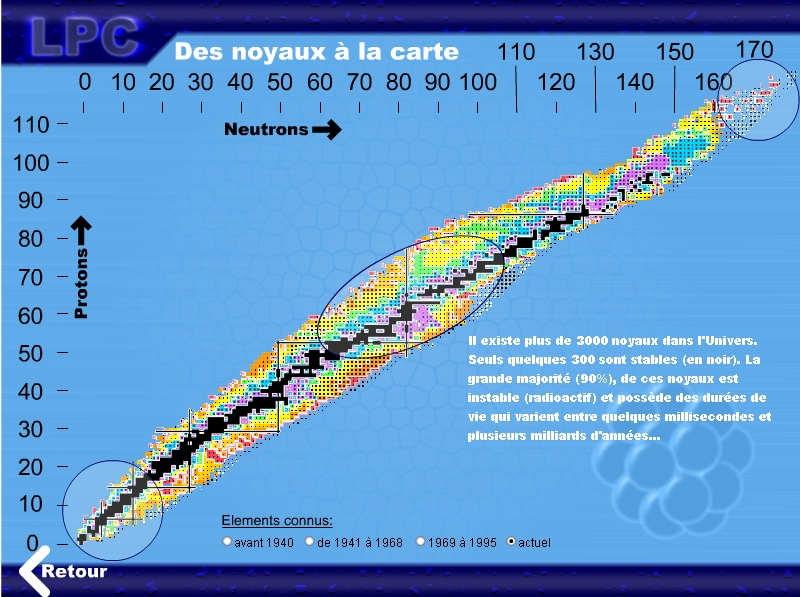 LPC
Des noyaux à la carte
110 130 150 170
0 10 20 30 40 50 60 70 80 90 100 120 140 160
Neutrons
110
100
90
80
70
60
50
40
30
20
10
0
Protons
Il existe plus de 3000 noyaux dans l'Univers.
Seuls quelques 300 sont stables (en noir). La
grande majorité (90%), de ces noyaux est
instable (radioactif) et possède des durées de
vie qui varient entre quelques millisecondes et
plusieurs milliards d'années...
Elements connus:
avant 1940 de 1941 à 1968 1969 à 1995 actuel
Retour